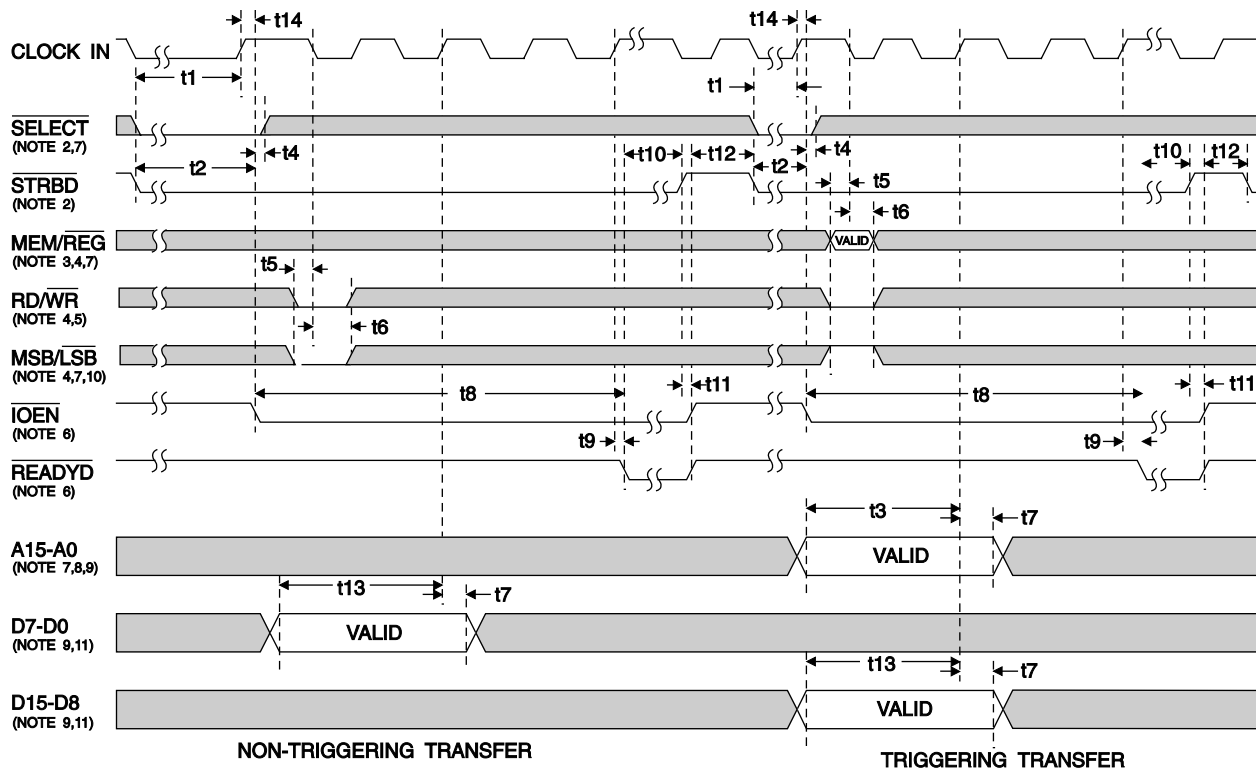 t14 t14
CLOCK IN
t1 t1
SELECT
(NOTE 2,7)
t2 t4 t10 t12 t2 t4 t10 t12
STRBD
(NOTE 2)
t5
t6
MEM/REG
(NOTE 3,4,7)
VALID
t5
RD/WR
(NOTE 4,5)
t6
MSB/LSB
(NOTE 4,7,10)
t8 t11 t8 t11
IOEN
(NOTE 6)
t9 t9
READYD
(NOTE 6)
t3 t7
A15-A0
(NOTE 7,8,9)
VALID
t13 t7
D7-D0
(NOTE 9,11)
VALID
t13 t7
D15-D8
(NOTE 9,11)
VALID
NON-TRIGGERING TRANSFER
TRIGGERING TRANSFER